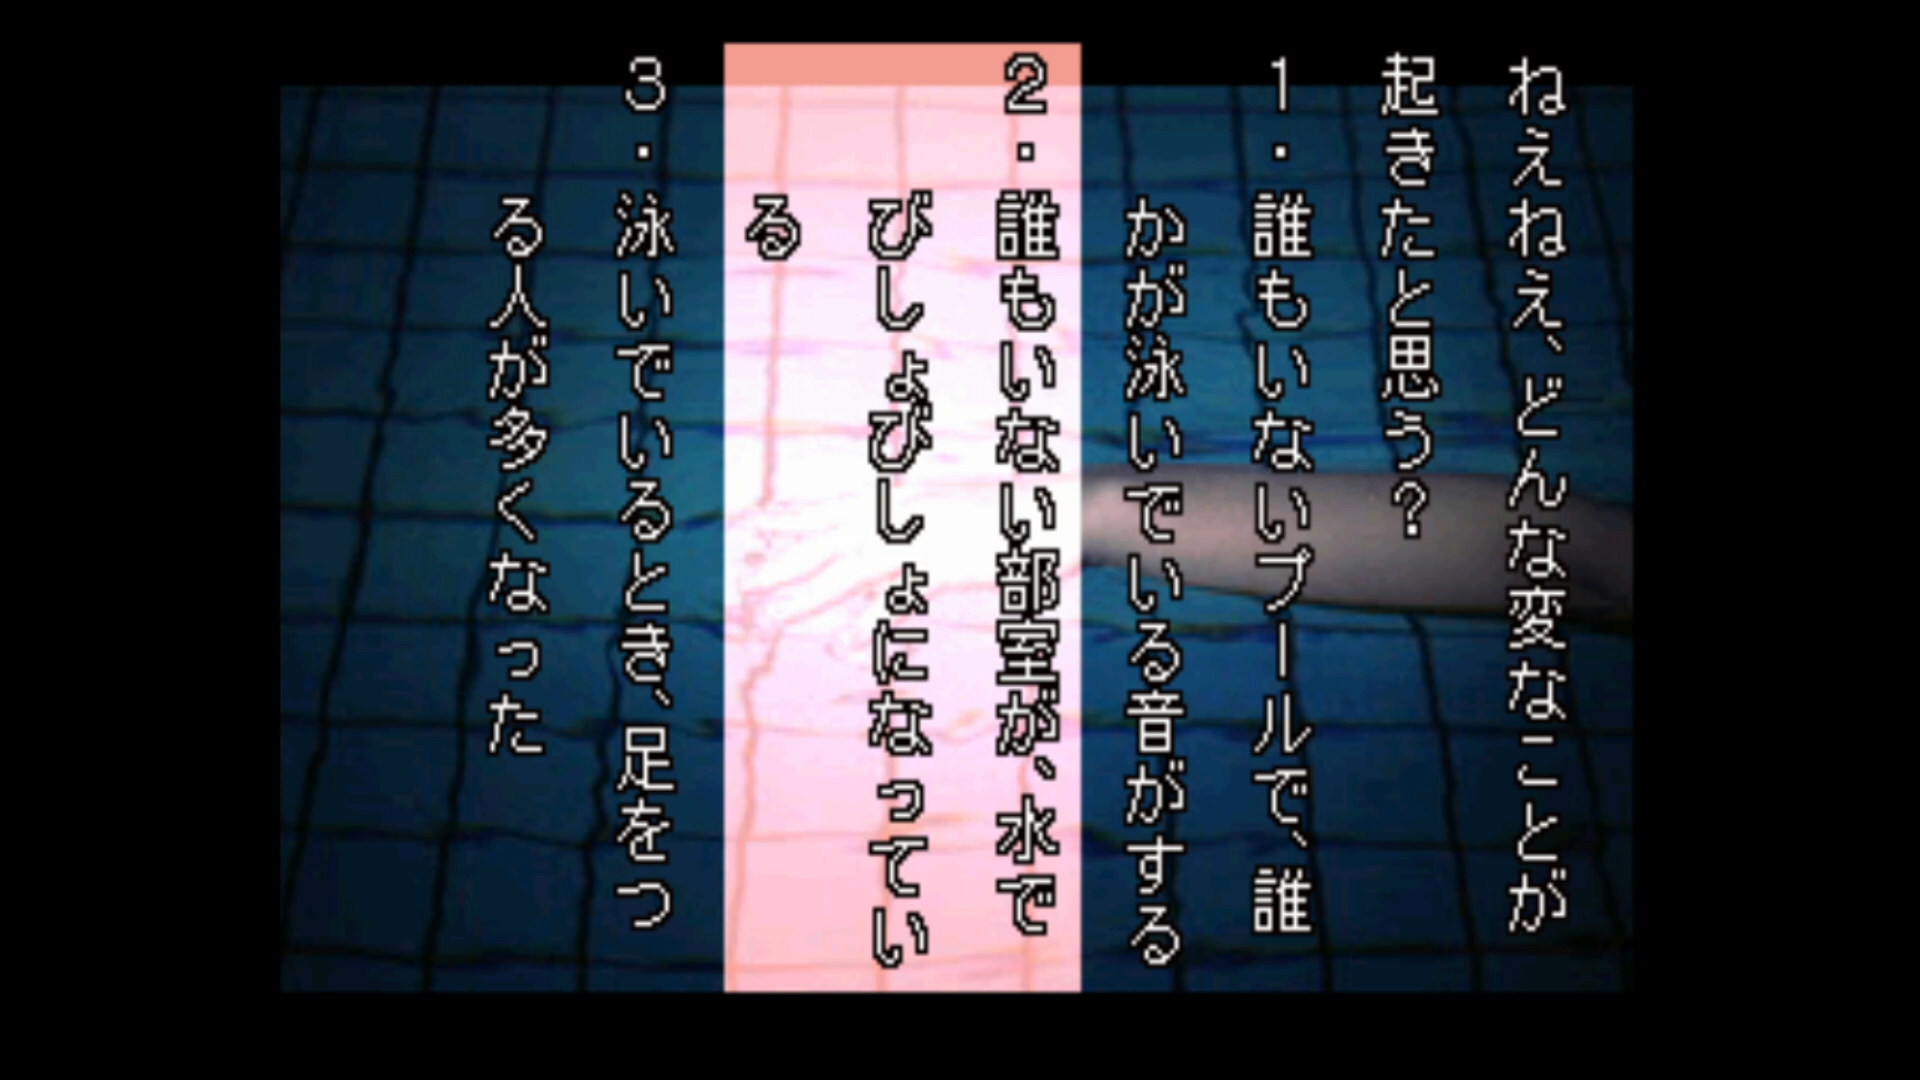 ねえねえ、どんな変なことが
起きたと思う？
１．誰もいないプールで、誰
かが泳いでいる音がする
２．誰もいない部室が、水で
びしょびしょになってい
る
３．泳いでいるとき、足をつ
る人が多くなった